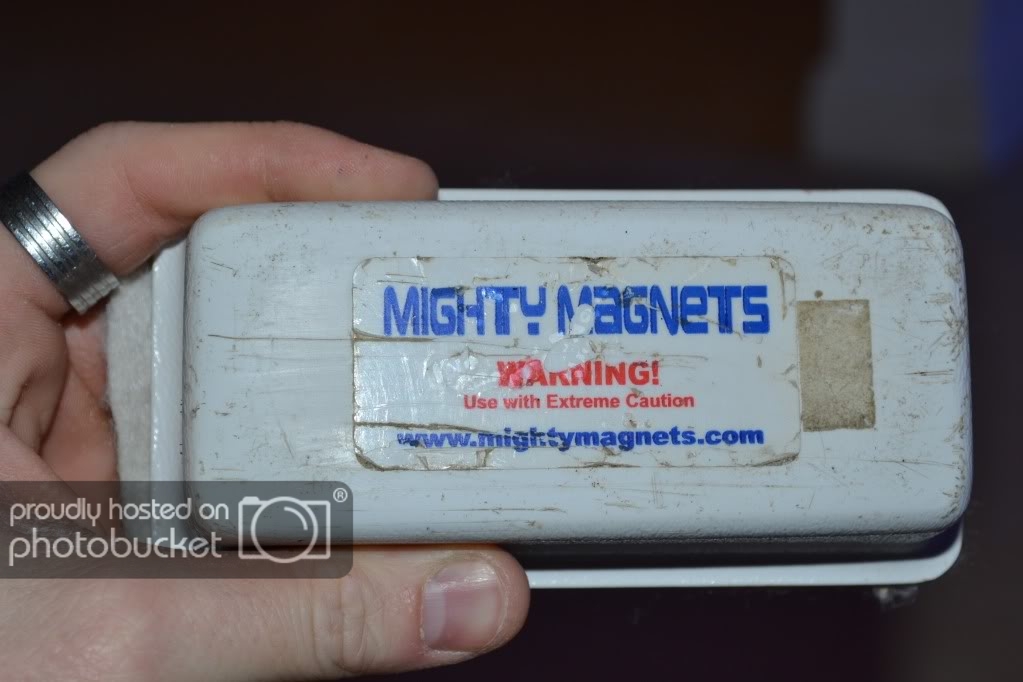 MIGHTY MAGNETS
WARNING!
Use with Extreme Caution
www.mightymagnets.com
proudly hosted on
photobucket
®